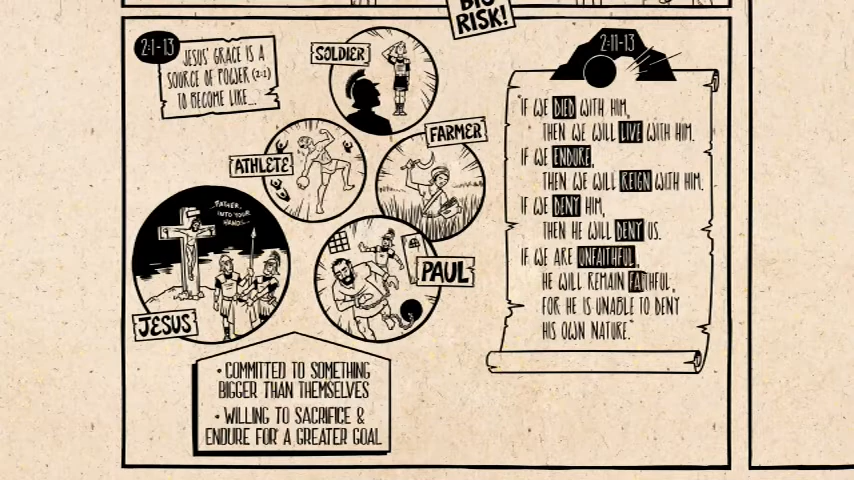 BIG
RISK!
2:1-13
JESUS' GRACE IS A
SOURCE OF POWER (2:1)
TO BECOME LIKE...
SOLDIER
ATHLETE
FARMER
"FATHER,
INTO YOUR
JESUS
PAUL
• COMMITTED TO SOMETHING
BIGGER THAN THEMSELVES
• WILLING TO SACRIFICE &
ENDURE FOR A GREATER GOAL
2:11-13
"IF WE DIED WITH HIM,
THEN WE WILL LIVE WITH HIM.
IF WE ENDURE,
THEN WE WILL REIGN WITH HIM.
IF WE DENY HIM,
THEN HE WILL DENY US.
IF WE ARE UNFAITHFUL,
HE WILL REMAIN FAITHFUL,
FOR HE IS UNABLE TO DENY
HIS OWN NATURE."